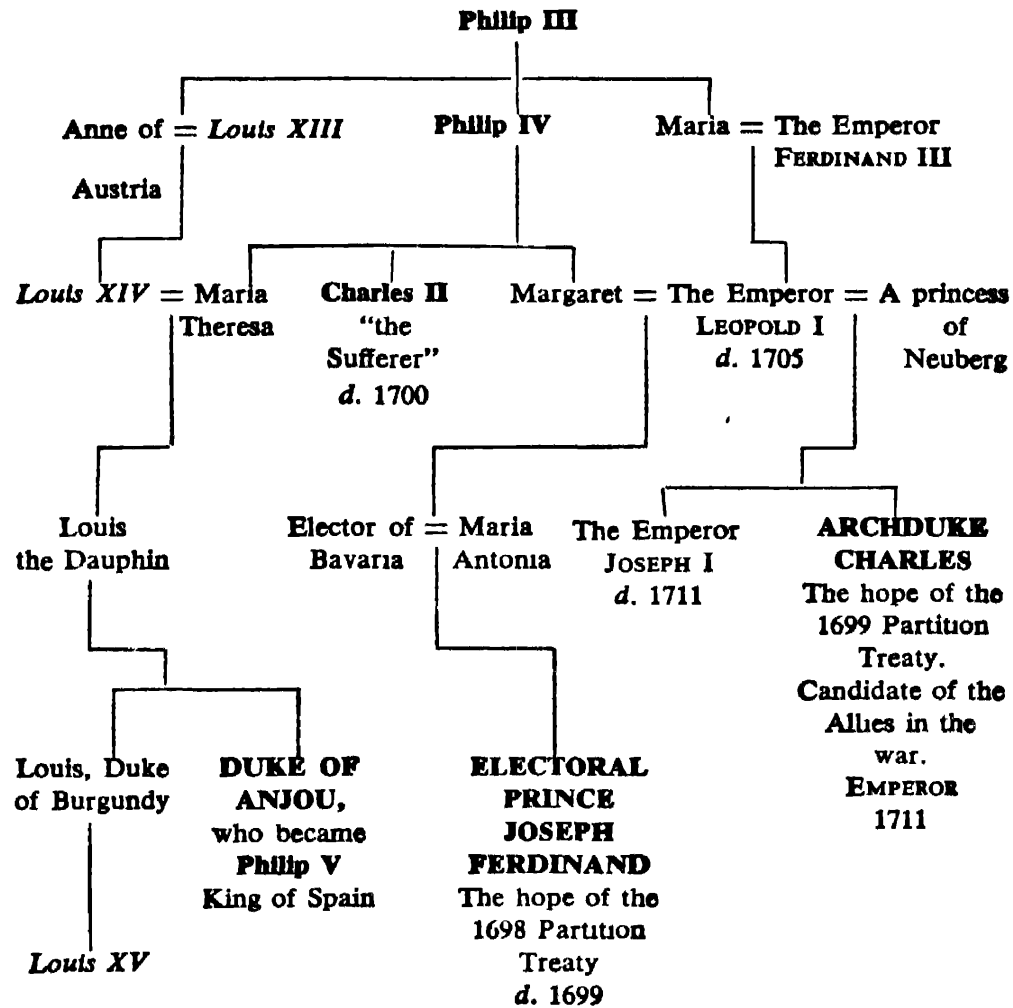 Philip III
Anne of = Louis XIII
Austria
Philip IV
Maria = The Emperor
FERDINAND III
Louis XIV = Maria
Theresa
Charles II
"the
Sufferer"
d. 1700
Margaret = The Emperor = A princess
LEOPOLD I
d. 1705
of
Neuberg
Louis
the Dauphin
Elector of = Maria
Bavaria Antonia
The Emperor
JOSEPH I
d. 1711
ARCHDUKE
CHARLES
The hope of the
1699 Partition
Treaty.
Candidate of the
Allies in the
war.
EMPEROR
1711
Louis, Duke
of Burgundy
DUKE OF
ANJOU,
who became
Philip V
King of Spain
ELECTORAL
PRINCE
JOSEPH
FERDINAND
The hope of the
1698 Partition
Treaty
d. 1699
Louis XV